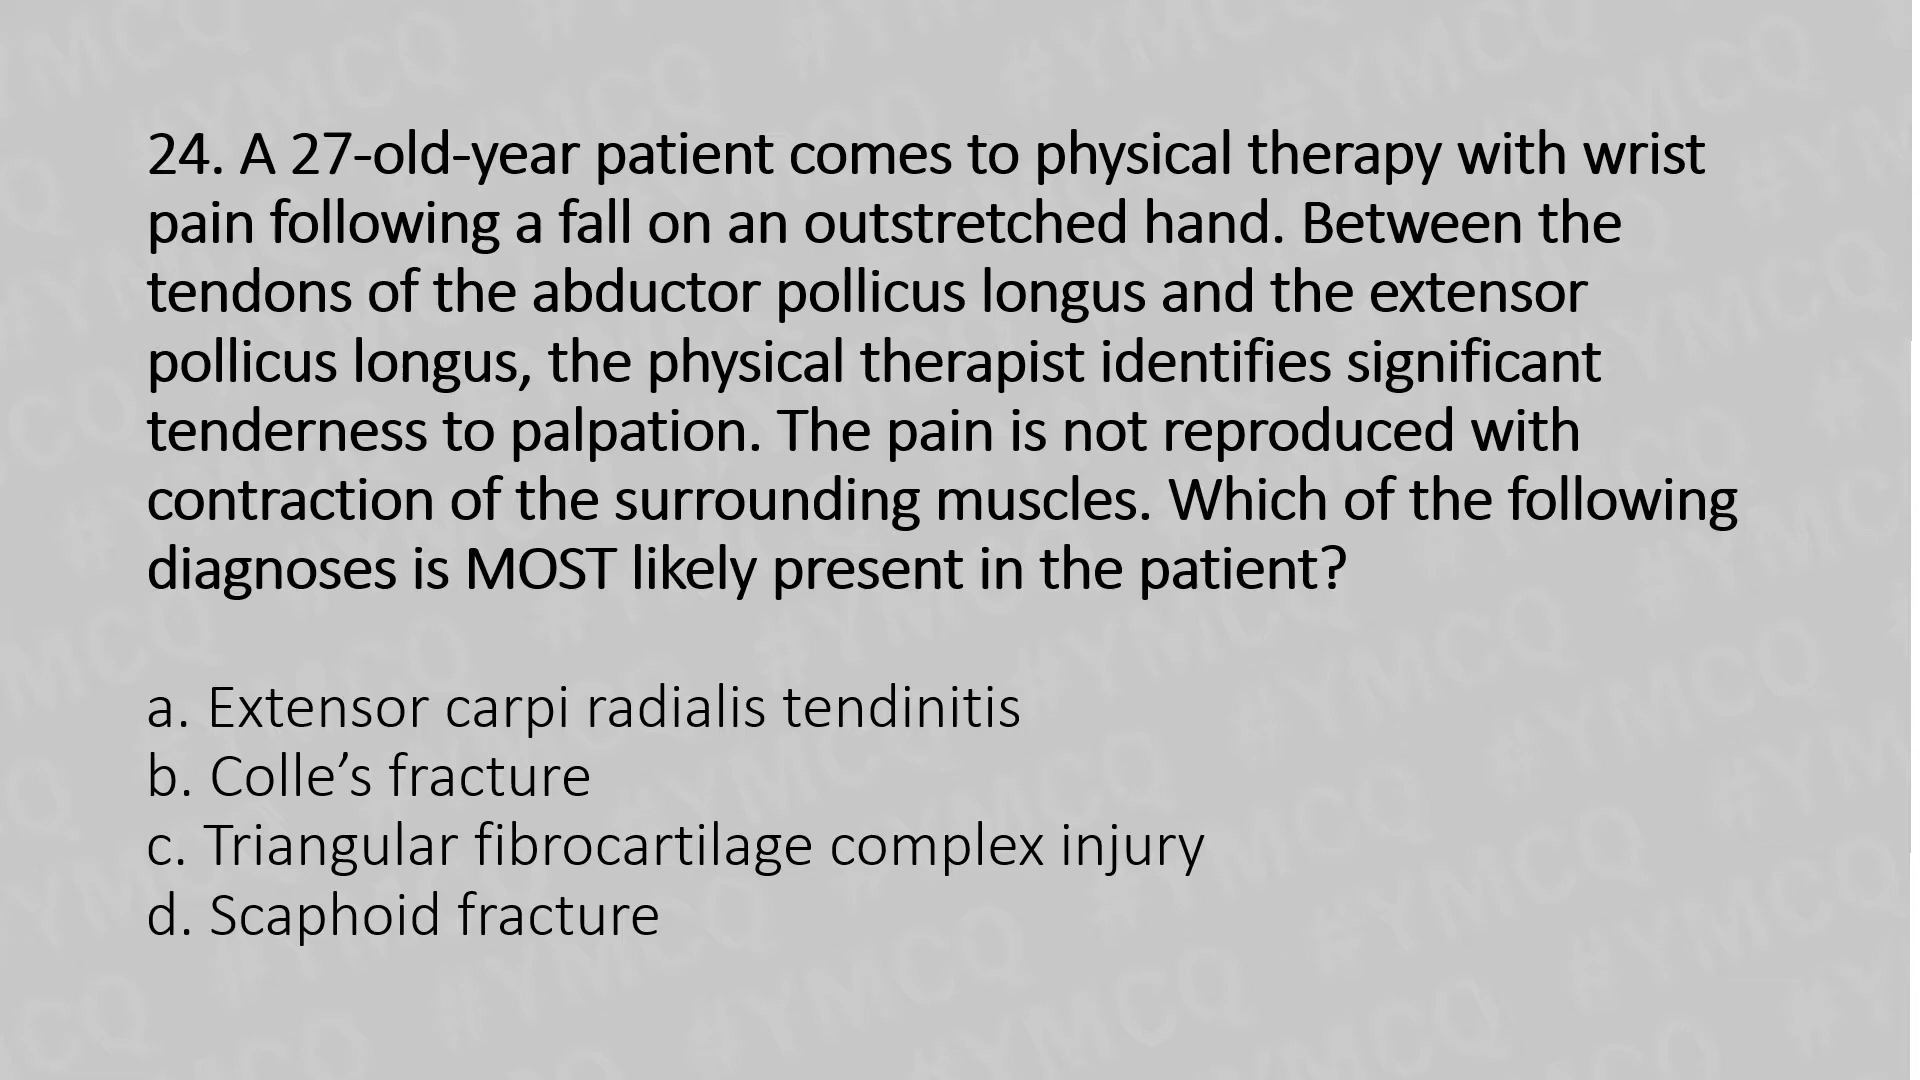 24. A 27-old-year patient comes to physical therapy with wrist
pain following a fall on an outstretched hand. Between the
tendons of the abductor pollicus longus and the extensor
pollicus longus, the physical therapist identifies significant
tenderness to palpation. The pain is not reproduced with
contraction of the surrounding muscles. Which of the following
diagnoses is MOST likely present in the patient?
a. Extensor carpi radialis tendinitis
b. Colle’s fracture
c. Triangular fibrocartilage complex injury
d. Scaphoid fracture
#YMCQ